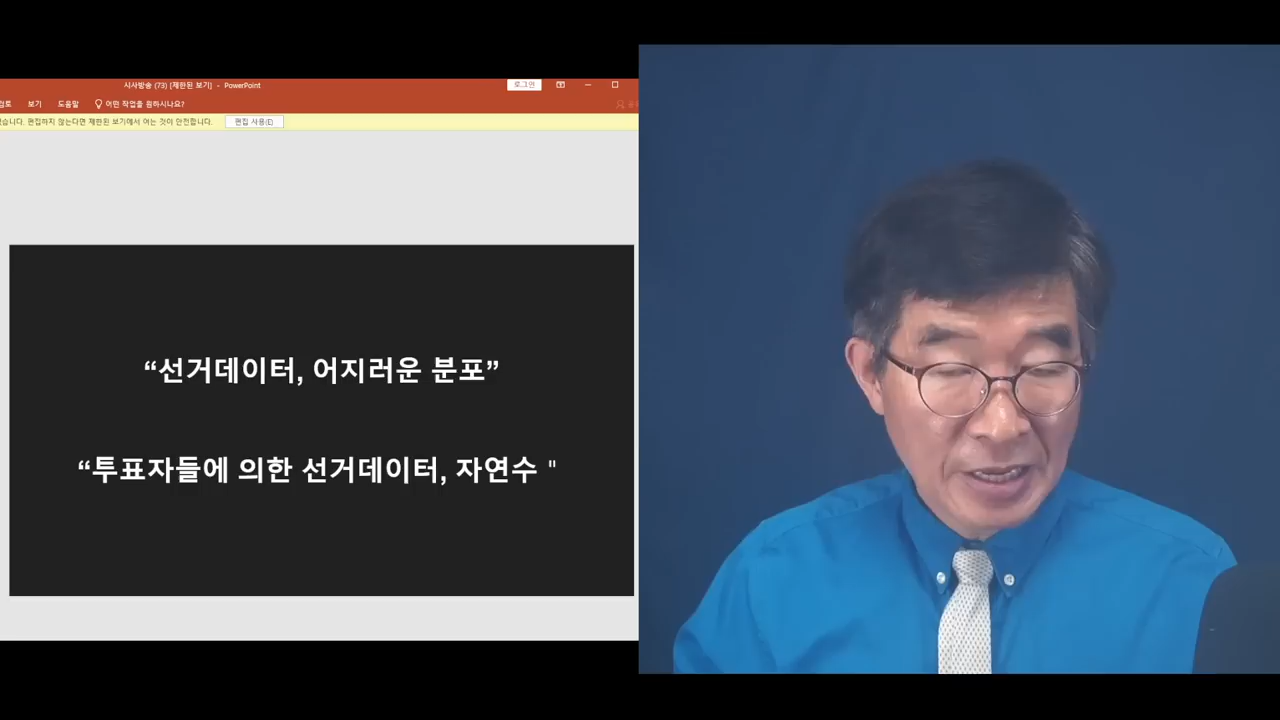 시사방송 (73) [제한된 보기] - PowerPoint
로그인
검토 보기 도움말 어떤 작업을 원하시나요?
습니다. 편집하지 않는다면 제한된 보기에서 여는 것이 안전합니다. 편집 사용(E)
“선거데이터, 어지러운 분포”
“투표자들에 의한 선거데이터, 자연수 "